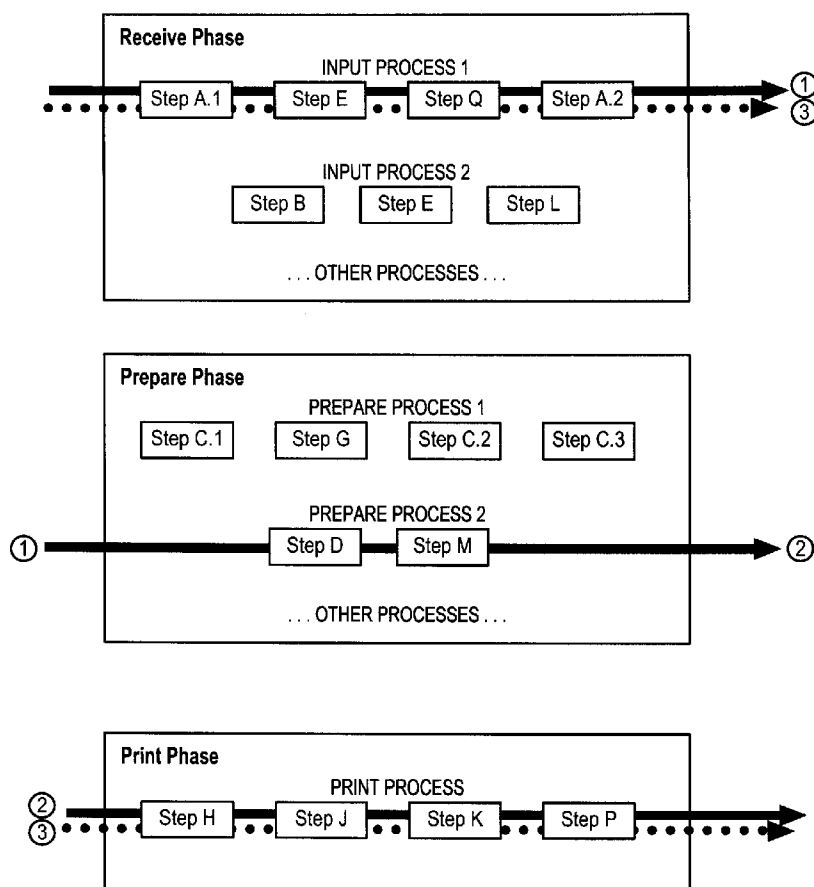 Receive Phase
INPUT PROCESS 1
Step A.1 Step E Step Q Step A.2
1
3
INPUT PROCESS 2
Step B Step E Step L
. . . OTHER PROCESSES . . .
Prepare Phase
PREPARE PROCESS 1
Step C.1 Step G Step C.2 Step C.3
PREPARE PROCESS 2
1 Step D Step M 2
. . . OTHER PROCESSES . . .
Print Phase
PRINT PROCESS
2
3
Step H Step J Step K Step P